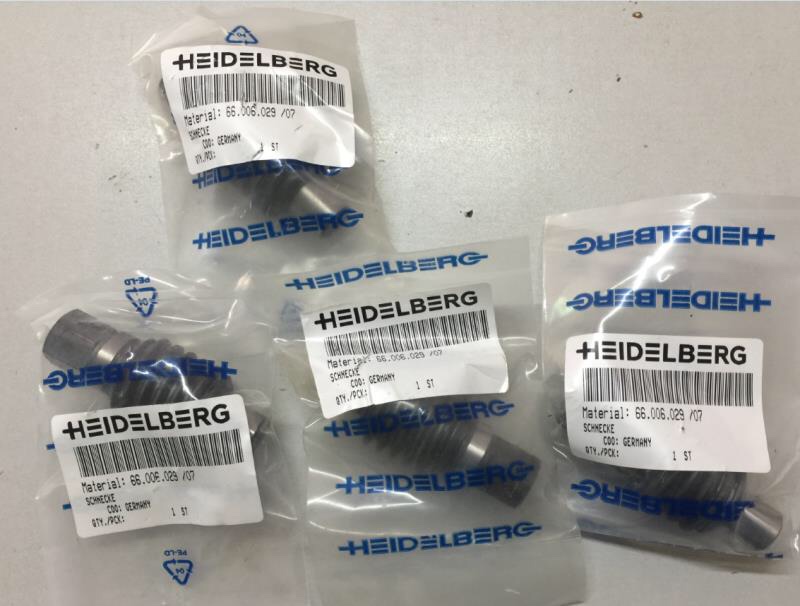 04
HEIDELBERG
Material: 66.006.029 /07
SCHNECKE
COO: GERMANY
QTY./PCK: 1 ST
HEIDELBERG
HEIDELBERG
PE-LD
04
HEIDELBERG
HEIDELBERG
Material: 66.006.029 /07
SCHNECKE
COO: GERMANY
QTY./PCK: 1 ST
04
PE-LD
HEIDELBERG
HEIDELBERG
Material: 66.006.029 /07
SCHNECKE
COO: GERMANY
QTY./PCK: 1 ST
HEIDELBERG
HEIDELBERG
HEIDELBERG
HEIDELBERG
HEIDELBERG
HEIDELBERG
Material: 66.006.029 /07
SCHNECKE
COO: GERMANY
QTY./PCK: 1 ST
HEIDELBERG